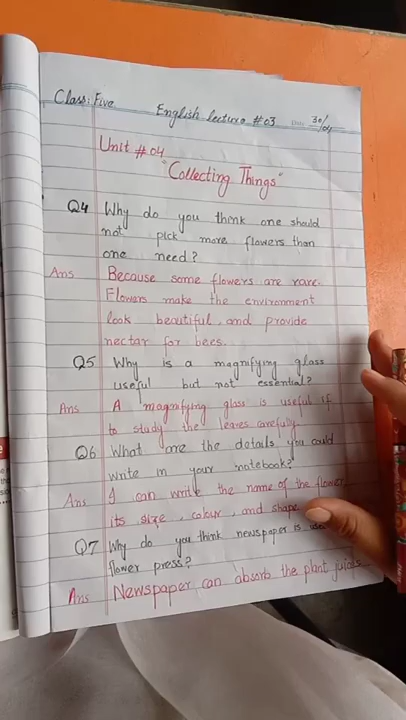 Class: Five
English lecture #03 Date 30/04
Unit #04
"Collecting Things"
Q4 Why do you think one should
not pick more flowers than
one need?
Ans Because some flowers are rare.
Flowers make the environment
look beautiful, and provide
nectar for bees.
Q5 Why is a magnifying glass
useful but not essential?
Ans A magnifying glass is useful if
to study the leaves carefully.
Q6 What are the details you could
write in your notebook?
Ans I can write the name of the flower,
its size, colour, and shape.
Q7 Why do you think newspaper is
flower press?
Ans Newspaper can absorb the plant juices.